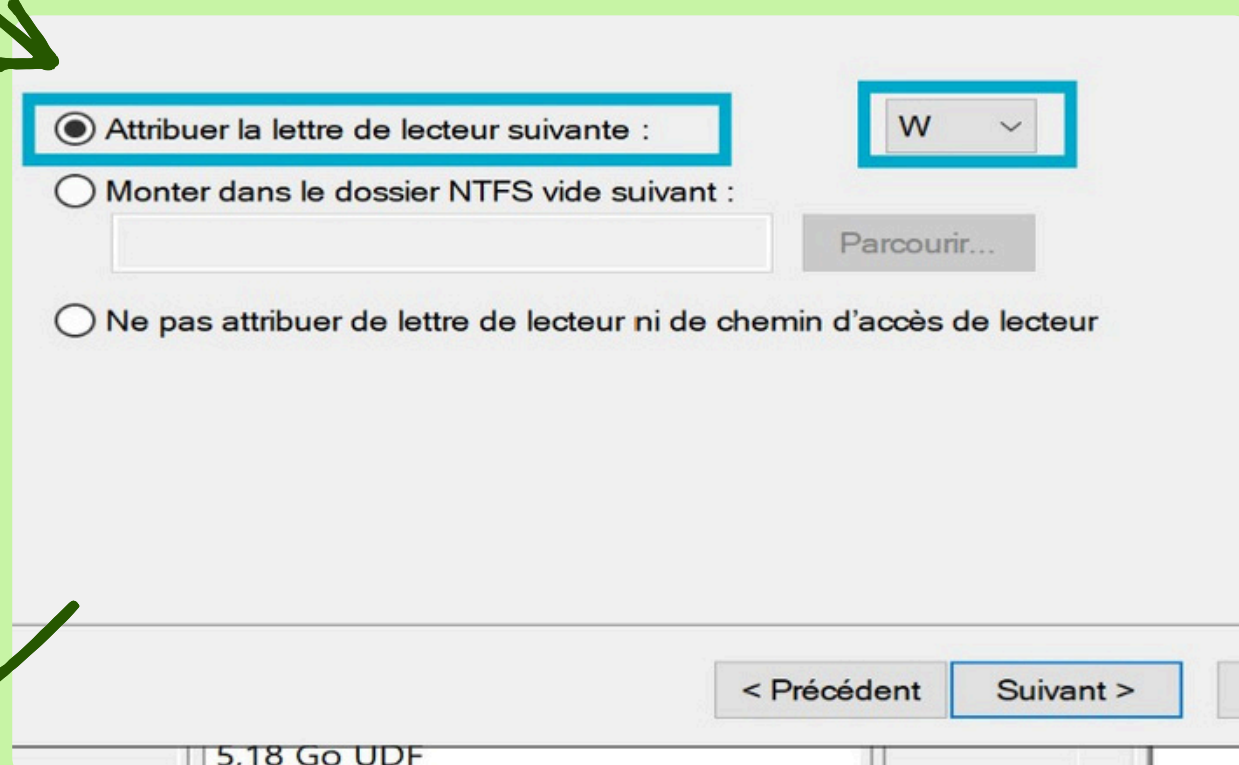 Attribuer la lettre de lecteur suivante :
W
Monter dans le dossier NTFS vide suivant :
Parcourir...
Ne pas attribuer de lettre de lecteur ni de chemin d’accès de lecteur
< Précédent
Suivant >
5,18 Go UDF